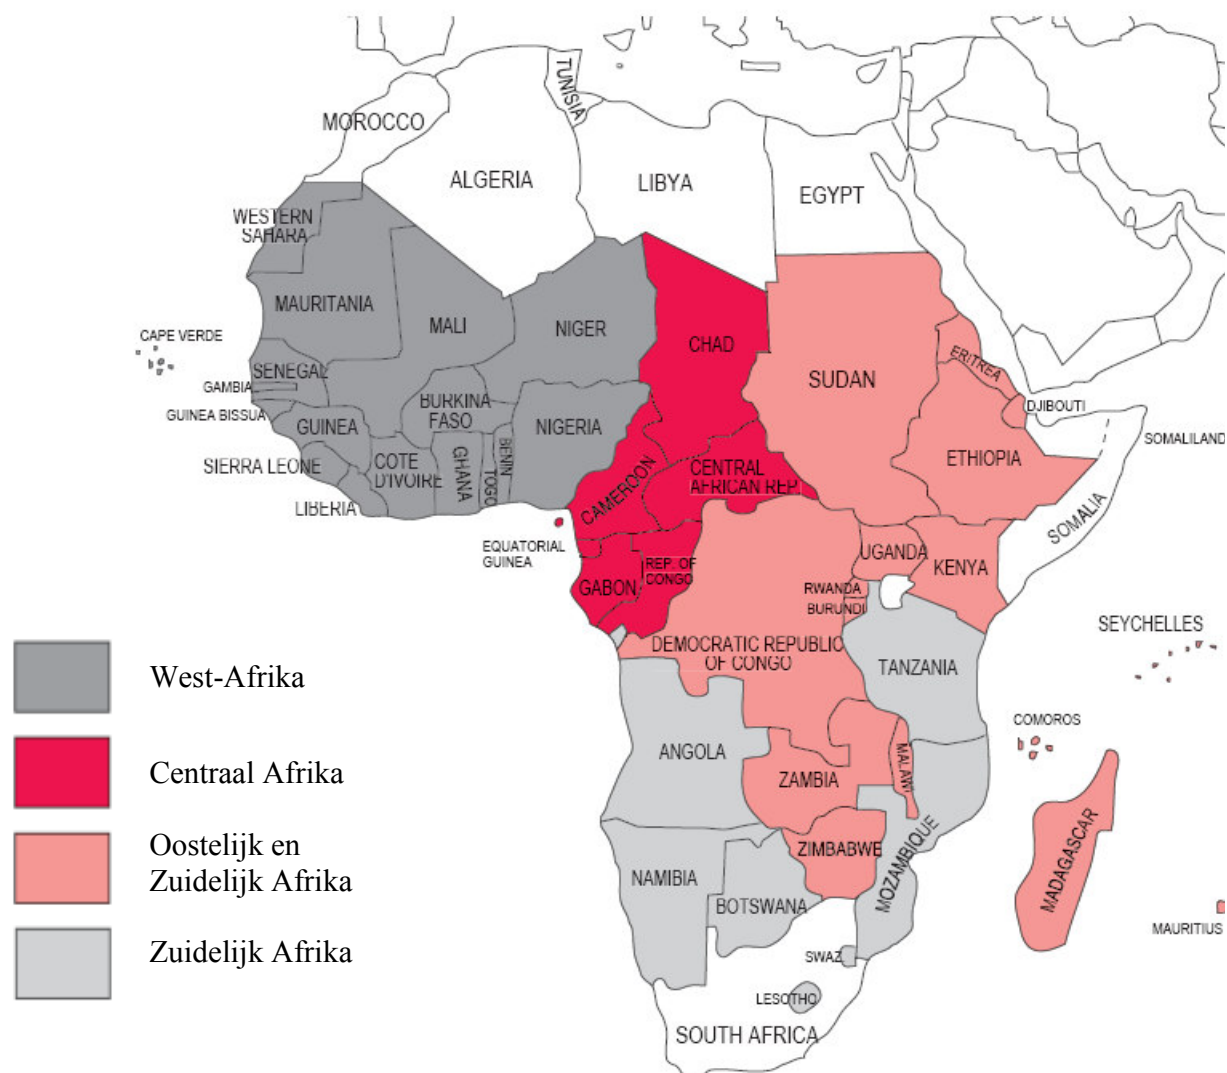 TUNISIA
MOROCCO
ALGERIA
LIBYA
EGYPT
WESTERN
SAHARA
MAURITANIA
MALI
NIGER
CHAD
SUDAN
ERITREA
CAPE VERDE
SENEGAL
GAMBIA
GUINEA BISSUA
GUINEA
BURKINA
FASO
NIGERIA
BENIN
DJIBOUTI
SOMALILAND
SIERRA LEONE
COTE
D'IVOIRE
GHANA
TOGO
CAMEROON
CENTRAL
AFRICAN REP.
ETHIOPIA
LIBERIA
SOMALIA
EQUATORIAL
GUINEA
GABON
REP. OF
CONGO
UGANDA
KENYA
RWANDA
BURUNDI
DEMOCRATIC REPUBLIC
OF CONGO
TANZANIA
SEYCHELLES
COMOROS
ANGOLA
ZAMBIA
MALAWI
MOZAMBIQUE
ZIMBABWE
MADAGASCAR
NAMIBIA
BOTSWANA
MAURITIUS
SWAZ
LESOTHO
SOUTH AFRICA
West-Afrika
Centraal Afrika
Oostelijk en
Zuidelijk Afrika
Zuidelijk Afrika